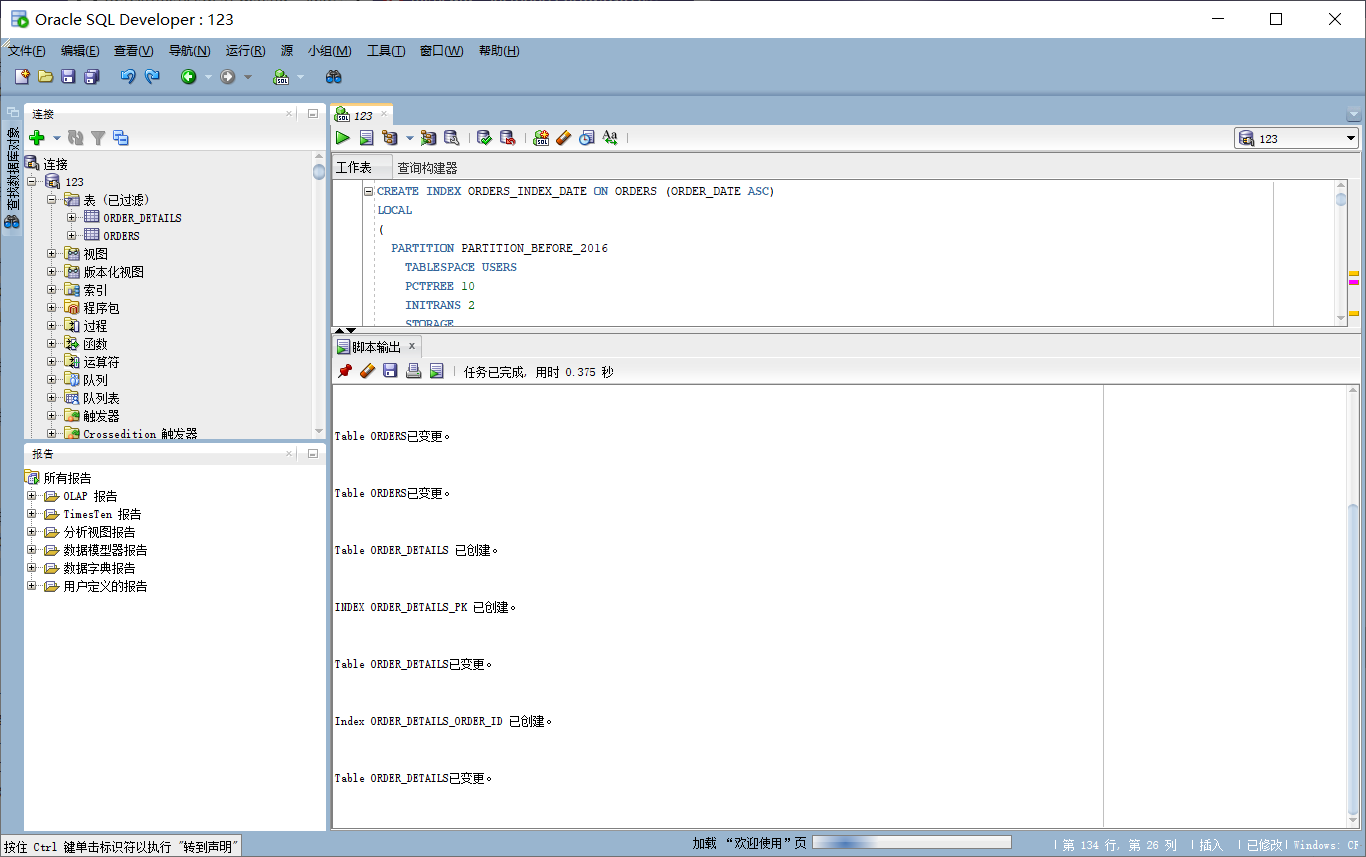 Oracle SQL Developer : 123
文件(F) 编辑(E) 查看(V) 导航(N) 运行(R) 源 小组(M) 工具(T) 窗口(W) 帮助(H)
查找数据库对象
连接
连接
123
表（已过滤）
ORDER_DETAILS
ORDERS
视图
版本化视图
索引
程序包
过程
函数
运算符
队列
队列表
触发器
Crossedition 触发器
报告
所有报告
OLAP 报告
TimesTen 报告
分析视图报告
数据模型器报告
数据字典报告
用户定义的报告
123
123
工作表 查询构建器
CREATE INDEX ORDERS_INDEX_DATE ON ORDERS (ORDER_DATE ASC)
LOCAL
(
PARTITION PARTITION_BEFORE_2016
TABLESPACE USERS
PCTFREE 10
INITRANS 2
STORAGE
脚本输出
任务已完成, 用时 0.375 秒
Table ORDERS已变更。
Table ORDERS已变更。
Table ORDER_DETAILS 已创建。
INDEX ORDER_DETAILS_PK 已创建。
Table ORDER_DETAILS已变更。
Index ORDER_DETAILS_ORDER_ID 已创建。
Table ORDER_DETAILS已变更。
按住 Ctrl 键单击标识符以执行 "转到声明"
加载 “欢迎使用”页
第 134 行, 第 26 列 | 插入 | 已修改| Windows: CF